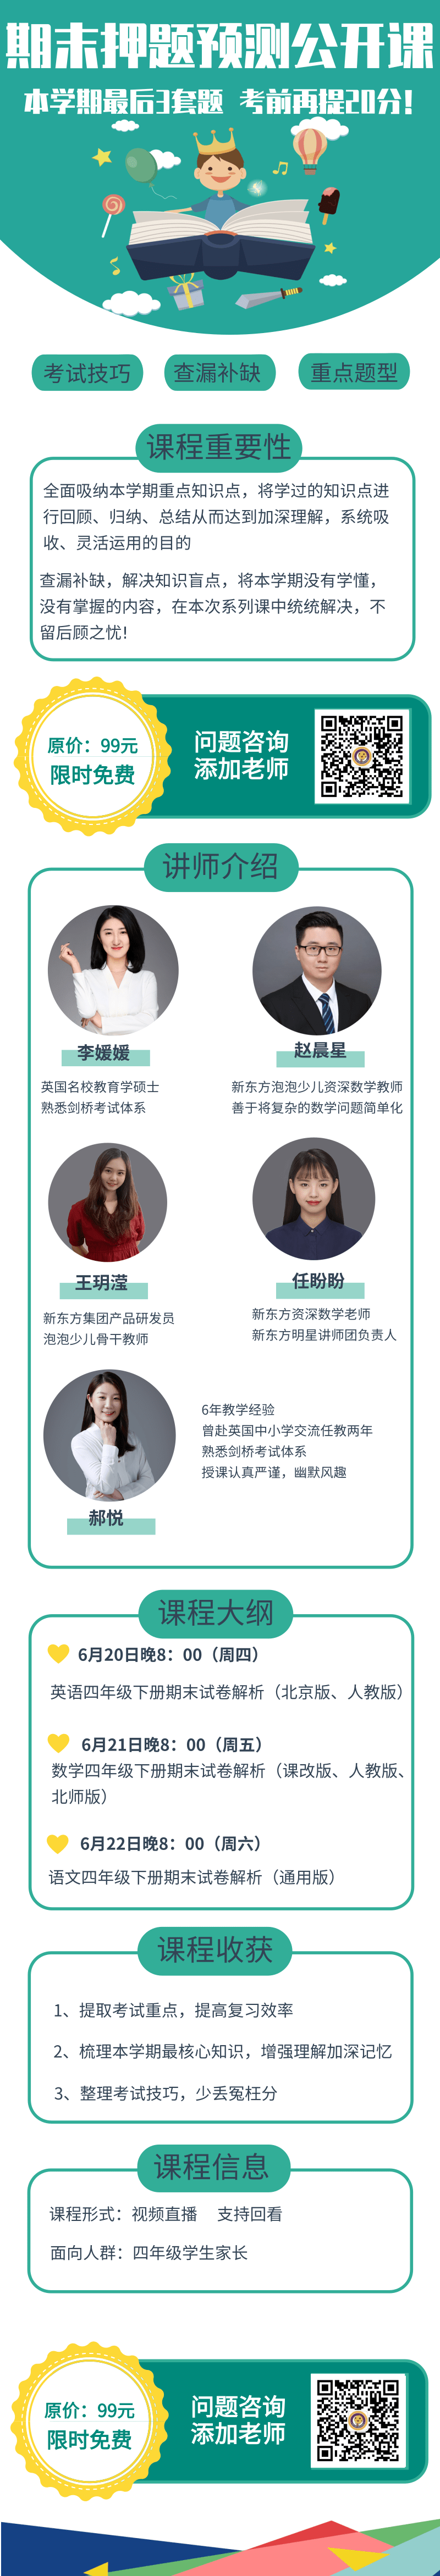 期末押题预测公开课
本学期最后3套题 考前再提20分!
考试技巧
查漏补缺
重点题型
课程重要性
全面吸纳本学期重点知识点，将学过的知识点进
行回顾、归纳、总结从而达到加深理解，系统吸
收、灵活运用的目的
查漏补缺，解决知识盲点，将本学期没有学懂，
没有掌握的内容，在本次系列课中统统解决，不
留后顾之忧!
原价：99元
限时免费
问题咨询
添加老师
讲师介绍
李媛媛
英国名校教育学硕士
熟悉剑桥考试体系
赵晨星
新东方泡泡少儿资深数学教师
善于将复杂的数学问题简单化
王玥滢
新东方集团产品研发员
泡泡少儿骨干教师
任盼盼
新东方资深数学老师
新东方明星讲师团负责人
郝悦
6年教学经验
曾赴英国中小学交流任教两年
熟悉剑桥考试体系
授课认真严谨，幽默风趣
课程大纲
6月20日晚8：00（周四）
英语四年级下册期末试卷解析（北京版、人教版）
6月21日晚8：00（周五）
数学四年级下册期末试卷解析（课改版、人教版、
北师版）
6月22日晚8：00（周六）
语文四年级下册期末试卷解析（通用版）
课程收获
1、提取考试重点，提高复习效率
2、梳理本学期最核心知识，增强理解加深记忆
3、整理考试技巧，少丢冤枉分
课程信息
课程形式：视频直播 支持回看
面向人群：四年级学生家长
原价：99元
限时免费
问题咨询
添加老师